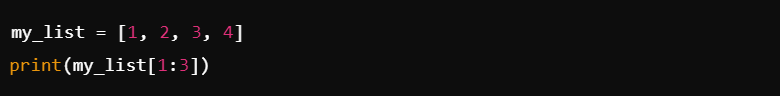 my_list = [1, 2, 3, 4]
print(my_list[1:3])